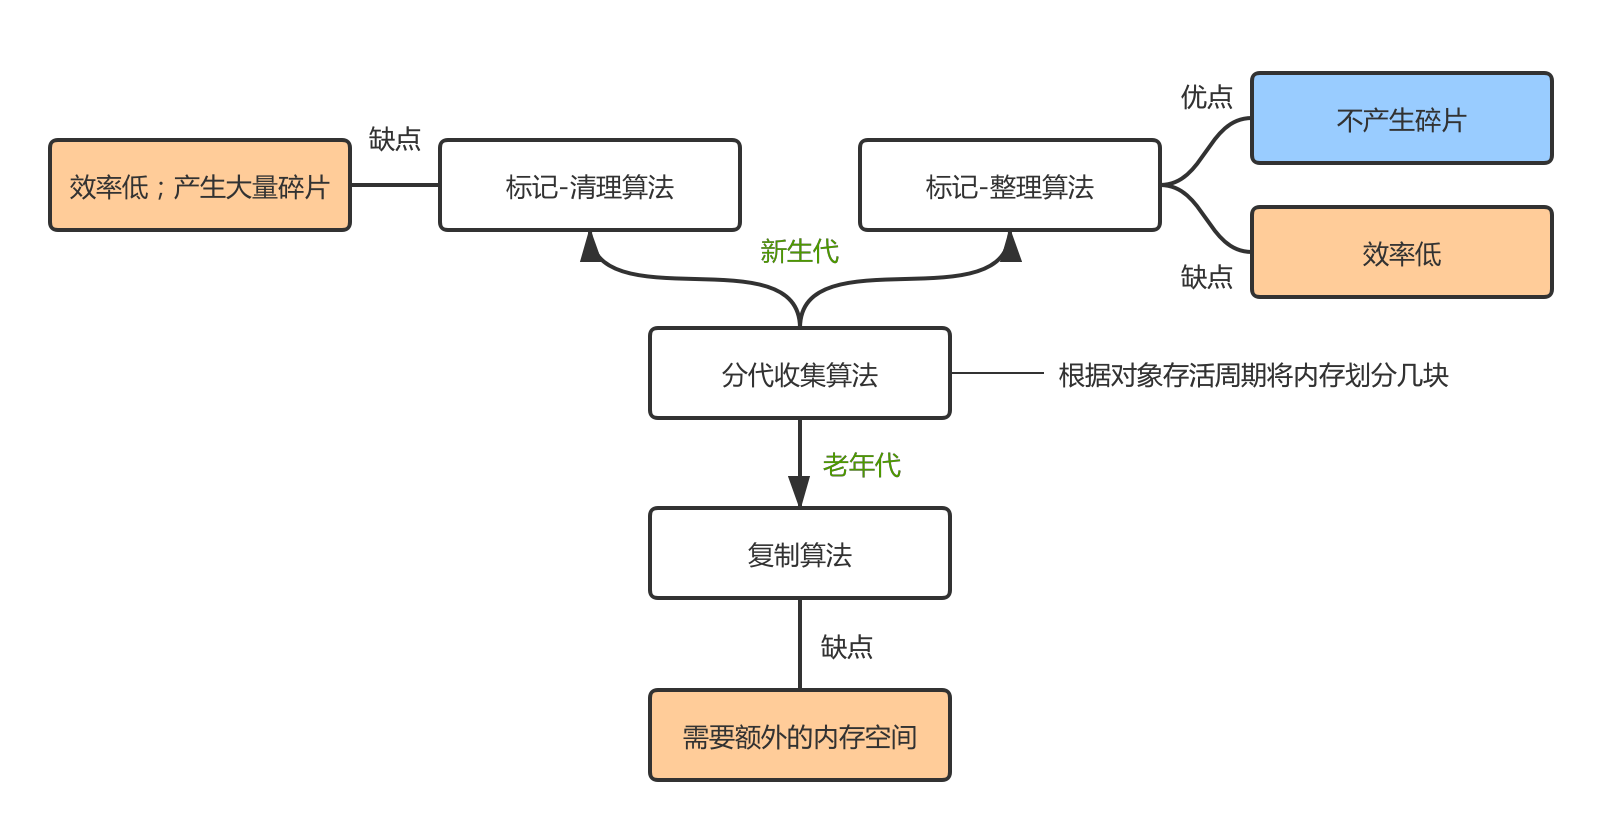 优点
不产生碎片
缺点
效率低；产生大量碎片
标记-清理算法
标记-整理算法
新生代
效率低
缺点
分代收集算法
根据对象存活周期将内存划分几块
老年代
复制算法
缺点
需要额外的内存空间